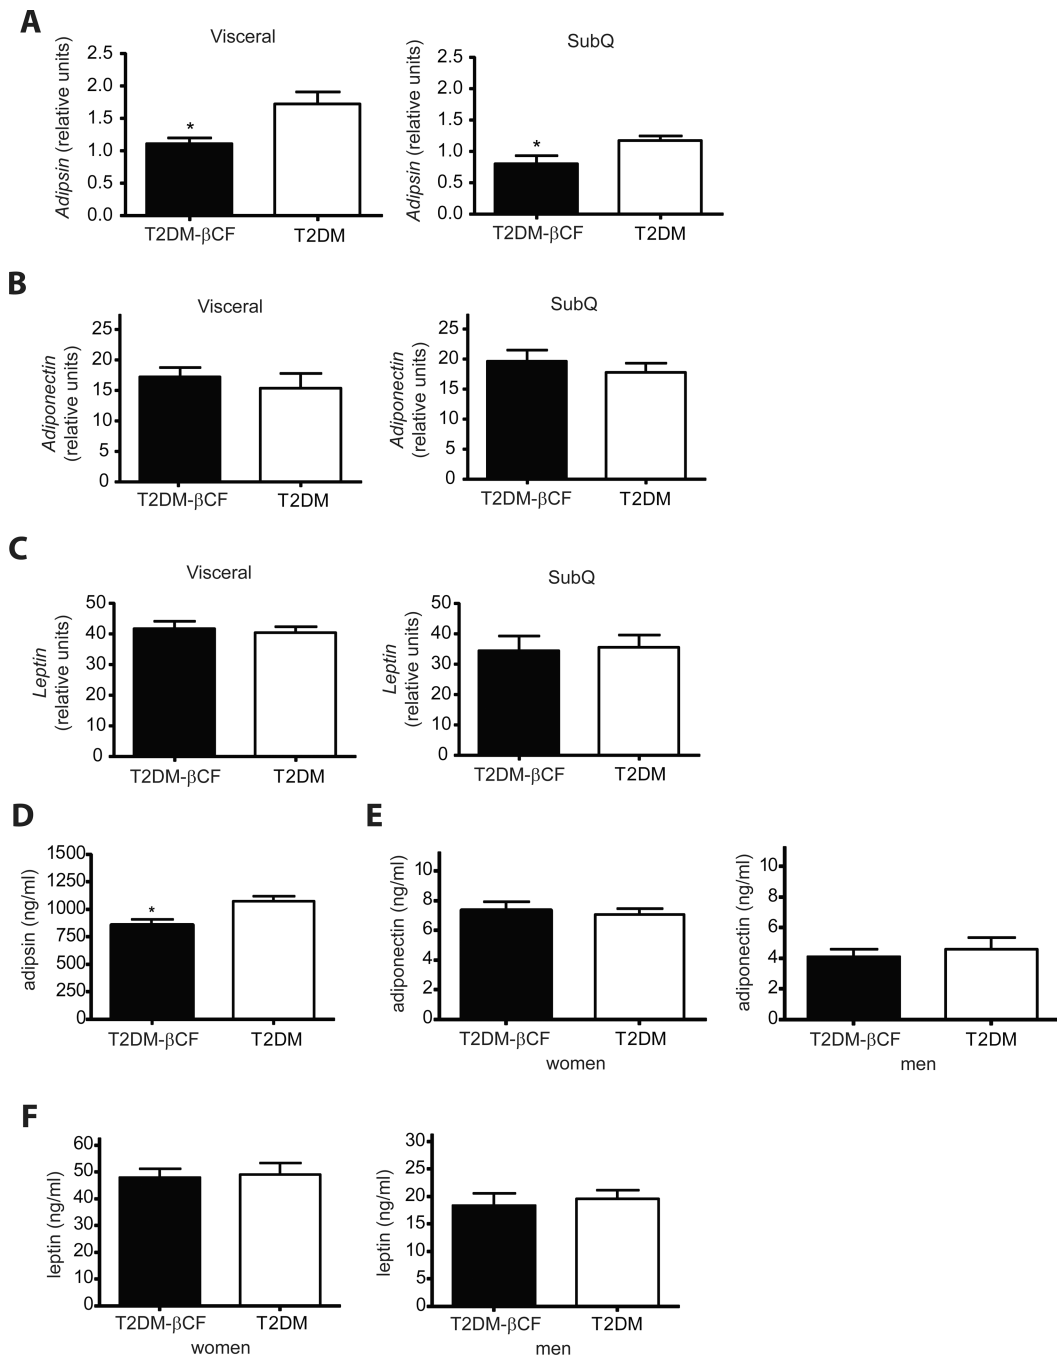 A
Visceral
Adipsin (relative units)
2.5
2.0
1.5
1.0
0.5
0.0
*
T2DM-βCF
T2DM
SubQ
Adipsin (relative units)
2.5
2.0
1.5
1.0
0.5
0.0
*
T2DM-βCF
T2DM
B
Visceral
Adiponectin
(relative units)
25
20
15
10
5
0
T2DM-βCF
T2DM
SubQ
Adiponectin
(relative units)
25
20
15
10
5
0
T2DM-βCF
T2DM
C
Visceral
Leptin
(relative units)
50
40
30
20
10
0
T2DM-βCF
T2DM
SubQ
Leptin
(relative units)
50
40
30
20
10
0
T2DM-βCF
T2DM
D
adipsin (ng/ml)
1500
1250
1000
750
500
250
0
*
T2DM-βCF
T2DM
E
adiponectin (ng/ml)
10
8
6
4
2
0
T2DM-βCF
T2DM
women
adiponectin (ng/ml)
10
8
6
4
2
0
T2DM-βCF
T2DM
men
F
leptin (ng/ml)
60
50
40
30
20
10
0
T2DM-βCF
T2DM
women
leptin (ng/ml)
30
25
20
15
10
5
0
T2DM-βCF
T2DM
men